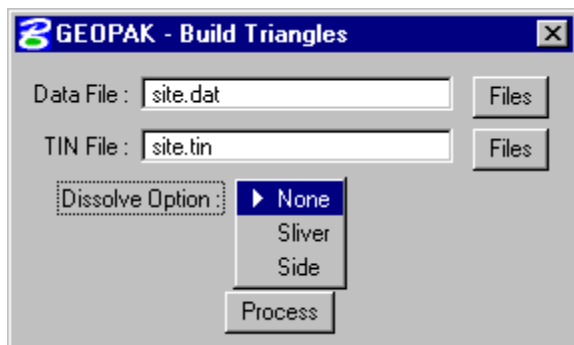 GEOPAK - Build Triangles
Data File : site.dat Files
TIN File : site.tin Files
Dissolve Option : None
Sliver
Side
Process